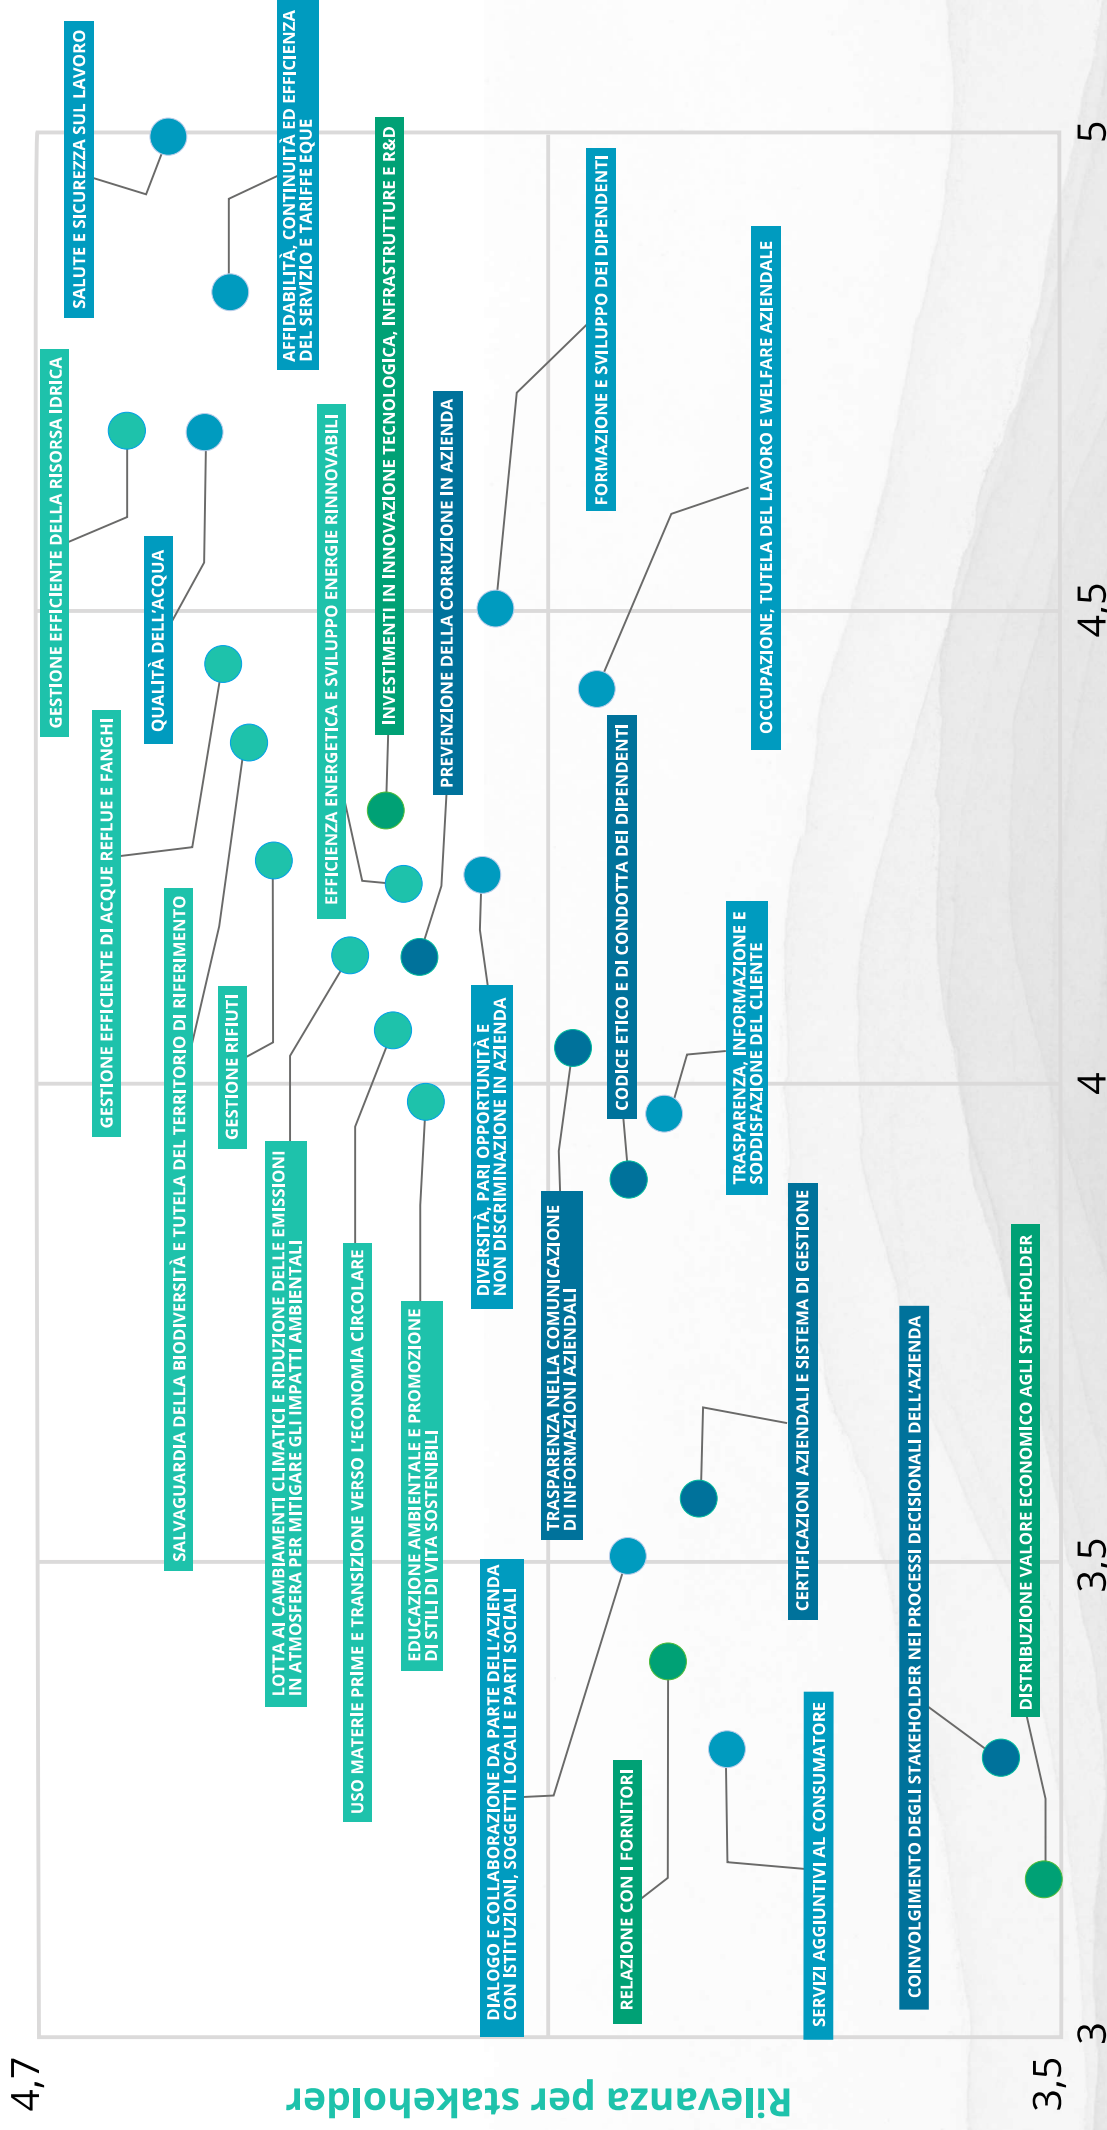 SALUTE E SICUREZZA SUL LAVORO
AFFIDABILITÀ, CONTINUITÀ ED EFFICIENZA
DEL SERVIZIO E TARIFFE EQUE
GESTIONE EFFICIENTE DELLA RISORSA IDRICA
QUALITÀ DELL'ACQUA
GESTIONE EFFICIENTE DI ACQUE REFLUE E FANGHI
SALVAGUARDIA DELLA BIODIVERSITÀ E TUTELA DEL TERRITORIO DI RIFERIMENTO
GESTIONE RIFIUTI
EFFICIENZA ENERGETICA E SVILUPPO ENERGIE RINNOVABILI
INVESTIMENTI IN INNOVAZIONE TECNOLOGICA, INFRASTRUTTURE E R&D
PREVENZIONE DELLA CORRUZIONE IN AZIENDA
LOTTA AI CAMBIAMENTI CLIMATICI E RIDUZIONE DELLE EMISSIONI
IN ATMOSFERA PER MITIGARE GLI IMPATTI AMBIENTALI
USO MATERIE PRIME E TRANSIZIONE VERSO L'ECONOMIA CIRCOLARE
EDUCAZIONE AMBIENTALE E PROMOZIONE
DI STILI DI VITA SOSTENIBILI
DIVERSITÀ, PARI OPPORTUNITÀ E
NON DISCRIMINAZIONE IN AZIENDA
FORMAZIONE E SVILUPPO DEI DIPENDENTI
OCCUPAZIONE, TUTELA DEL LAVORO E WELFARE AZIENDALE
CODICE ETICO E DI CONDOTTA DEI DIPENDENTI
TRASPARENZA NELLA COMUNICAZIONE
DI INFORMAZIONI AZIENDALI
TRASPARENZA, INFORMAZIONE E
SODDISFAZIONE DEL CLIENTE
DIALOGO E COLLABORAZIONE DA PARTE DELL'AZIENDA
CON ISTITUZIONI, SOGGETTI LOCALI E PARTI SOCIALI
RELAZIONE CON I FORNITORI
CERTIFICAZIONI AZIENDALI E SISTEMA DI GESTIONE
SERVIZI AGGIUNTIVI AL CONSUMATORE
COINVOLGIMENTO DEGLI STAKEHOLDER NEI PROCESSI DECISIONALI DELL'AZIENDA
DISTRIBUZIONE VALORE ECONOMICO AGLI STAKEHOLDER
4,7
Rilevanza per stakeholder
3,5
3
3,5
4
4,5
5